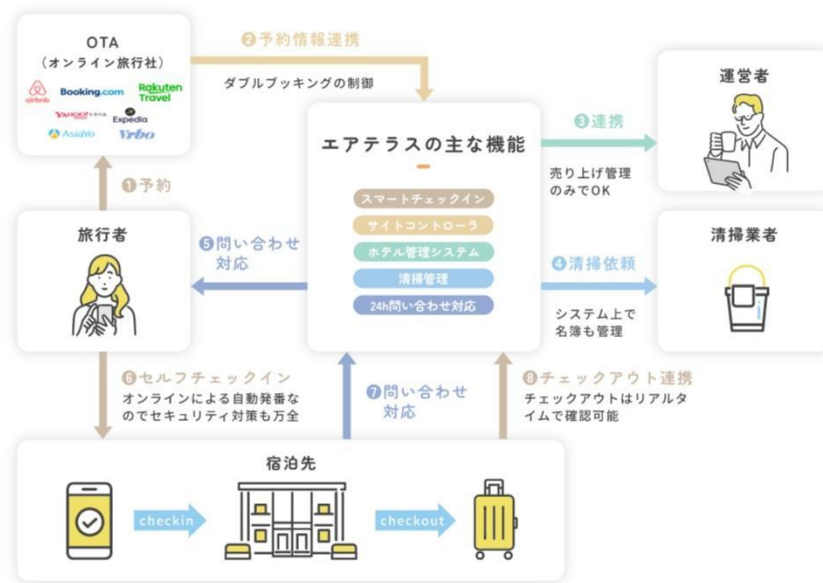 OTA
(オンライン旅行社)
airbnb
Booking.com
Rakuten
Travel
YAHOO!トラベル
Expedia
AsiaYo
Vrbo
❷予約情報連携
ダブルブッキングの制御
運営者
❸連携
売り上げ管理
のみでOK
エアテラスの主な機能
スマートチェックイン
サイトコントローラ
ホテル管理システム
清掃管理
24h問い合わせ対応
❶予約
旅行者
❺問い合わせ
対応
清掃業者
❹清掃依頼
システム上で
名簿も管理
❻セルフチェックイン
オンラインによる自動発番な
のでセキュリティ対策も万全
❼問い合わせ
対応
❽チェックアウト連携
チェックアウトはリアルタ
イムで確認可能
宿泊先
checkin
checkout